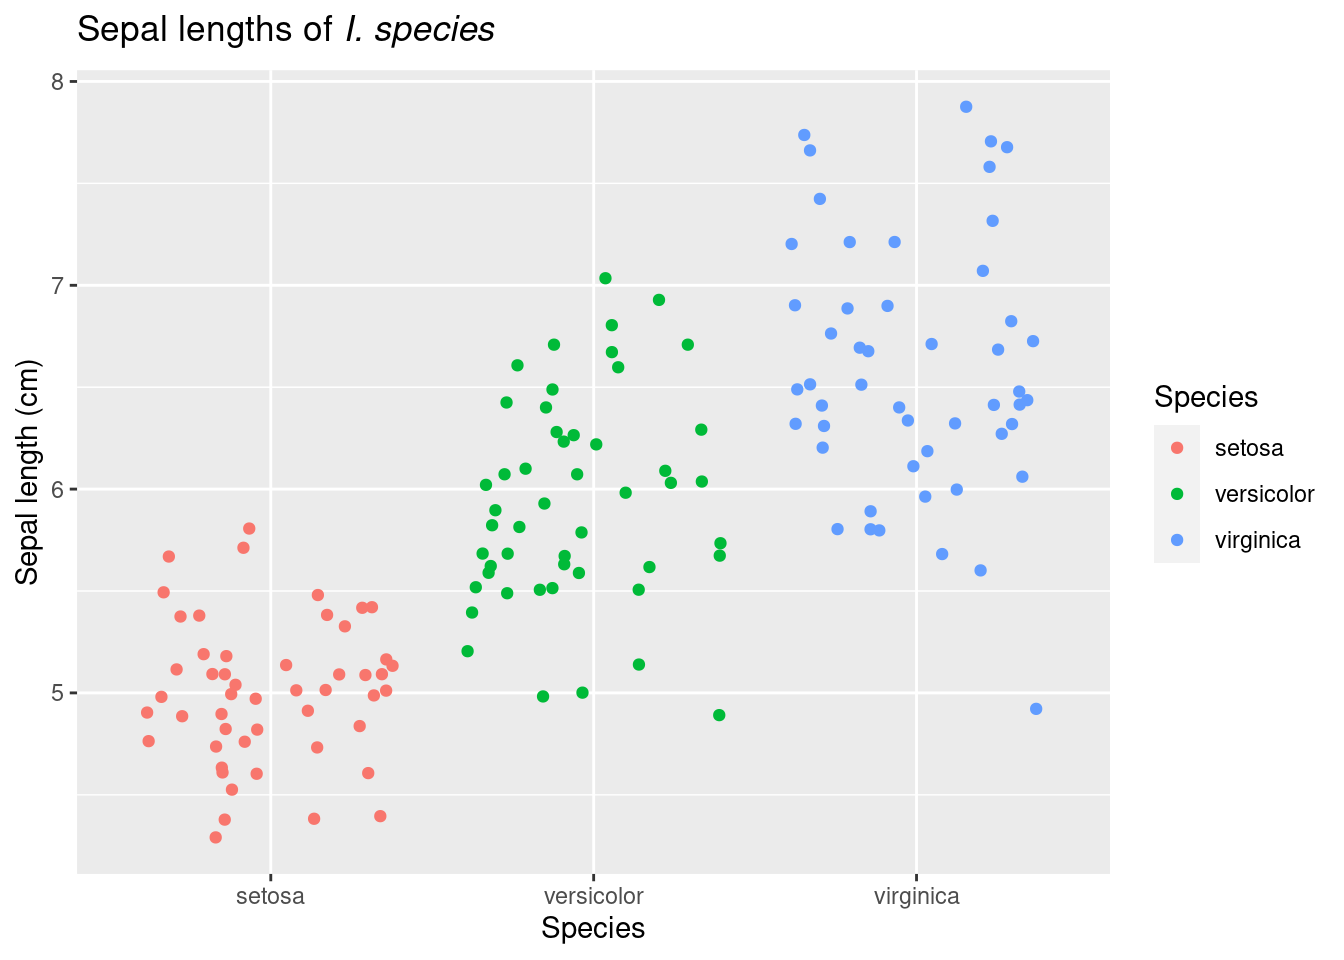 Sepal lengths of I. species
8
7
6
5
Sepal length (cm)
setosa
versicolor
virginica
Species
Species
setosa
versicolor
virginica